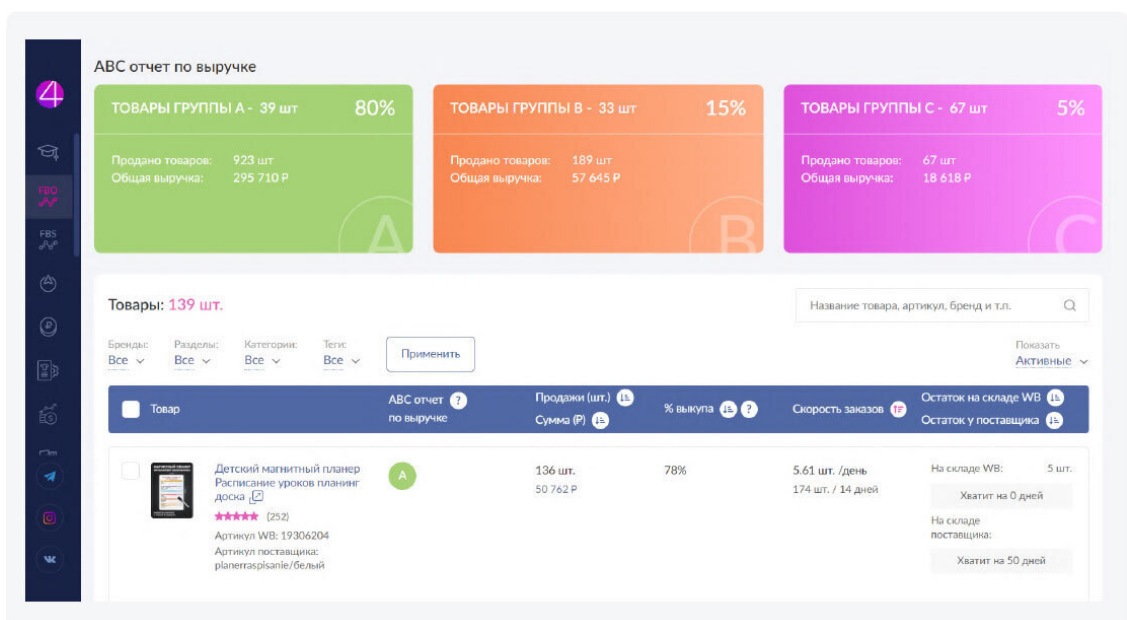 ABC отчет по выручке
ТОВАРЫ ГРУППЫ A - 39 шт 80%
Продано товаров: 923 шт
Общая выручка: 295 710 ₽
A
ТОВАРЫ ГРУППЫ B - 33 шт 15%
Продано товаров: 189 шт
Общая выручка: 57 645 ₽
B
ТОВАРЫ ГРУППЫ C - 67 шт 5%
Продано товаров: 67 шт
Общая выручка: 18 618 ₽
C
4
FBO
FBS
Товары: 139 шт.
Название товара, артикул, бренд и т.п.
Бренды: Разделы: Категории: Теги:
Все Все Все Все
Применить
Показать
Активные
Товар
ABC отчет ?
по выручке
Продажи (шт.)
Сумма (₽)
% выкупа ?
Скорость заказов
Остаток на складе WB
Остаток у поставщика
Детский магнитный планер
Расписание уроков планинг
доска
(252)
Артикул WB: 19306204
Артикул поставщика:
planerraspisanie/белый
A
136 шт.
50 762 ₽
78%
5.61 шт. /день
174 шт. / 14 дней
На складе WB: 5 шт.
Хватит на 0 дней
На складе
поставщика:
Хватит на 50 дней